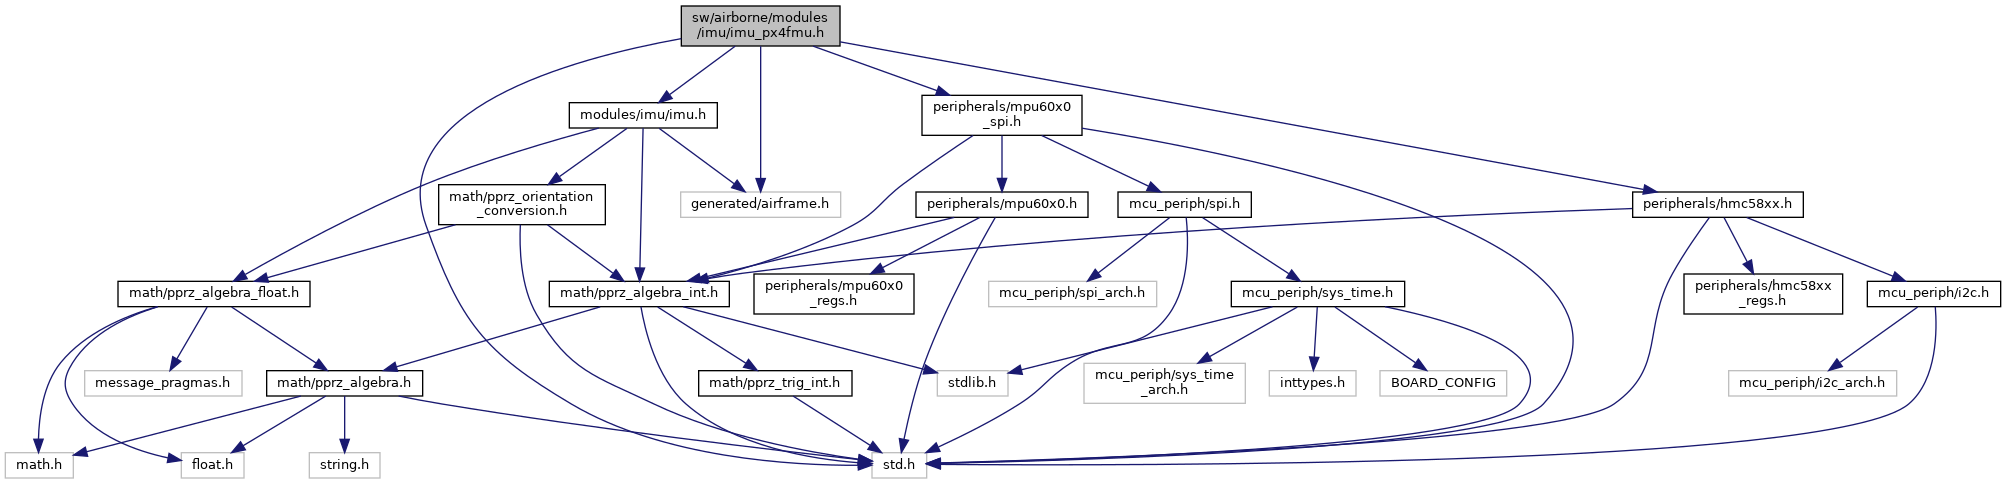 sw/airborne/modules
/imu/imu_px4fmu.h
modules/imu/imu.h
peripherals/mpu60x0
_spi.h
math/pprz_orientation
_conversion.h
generated/airframe.h
peripherals/mpu60x0.h
mcu_periph/spi.h
peripherals/hmc58xx.h
math/pprz_algebra_float.h
math/pprz_algebra_int.h
peripherals/mpu60x0
_regs.h
mcu_periph/spi_arch.h
mcu_periph/sys_time.h
peripherals/hmc58xx
_regs.h
mcu_periph/i2c.h
message_pragmas.h
math/pprz_algebra.h
math/pprz_trig_int.h
stdlib.h
mcu_periph/sys_time
_arch.h
inttypes.h
BOARD_CONFIG
mcu_periph/i2c_arch.h
math.h
float.h
string.h
std.h